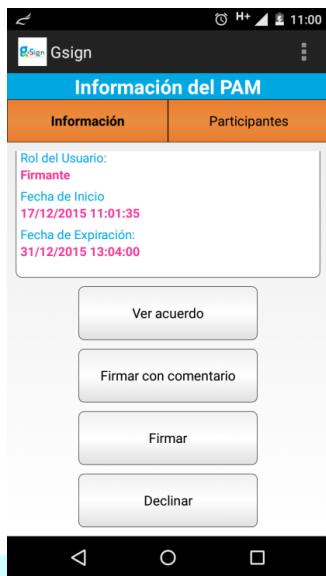 H+ 11:00
gSign Gsign
Información del PAM
Información Participantes
Rol del Usuario:
Firmante
Fecha de Inicio
17/12/2015 11:01:35
Fecha de Expiración:
31/12/2015 13:04:00
Ver acuerdo
Firmar con comentario
Firmar
Declinar